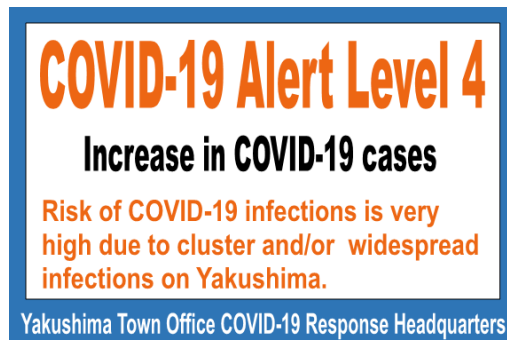 COVID-19 Alert Level 4
Increase in COVID-19 cases
Risk of COVID-19 infections is very
high due to cluster and/or widespread
infections on Yakushima.
Yakushima Town Office COVID-19 Response Headquarters